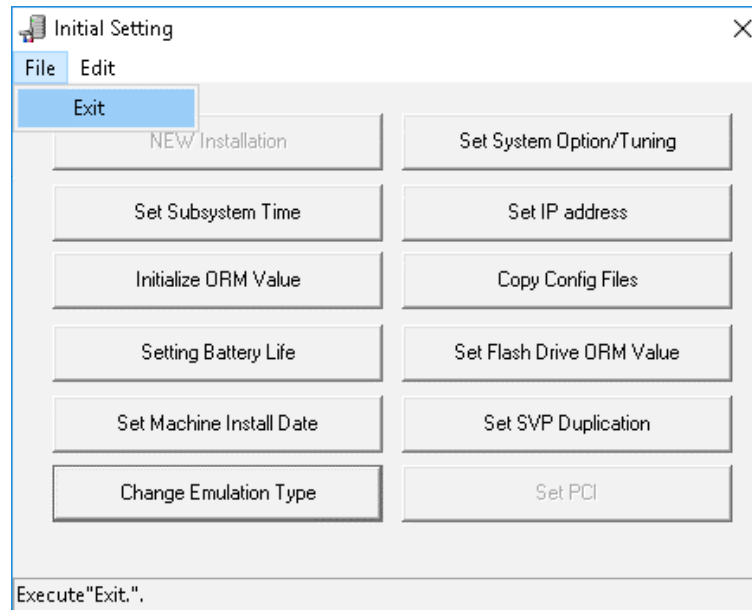 Initial Setting
File Edit
Exit
NEW Installation
Set System Option/Tuning
Set Subsystem Time
Set IP address
Initialize ORM Value
Copy Config Files
Setting Battery Life
Set Flash Drive ORM Value
Set Machine Install Date
Set SVP Duplication
Change Emulation Type
Set PCI
Execute"Exit.".